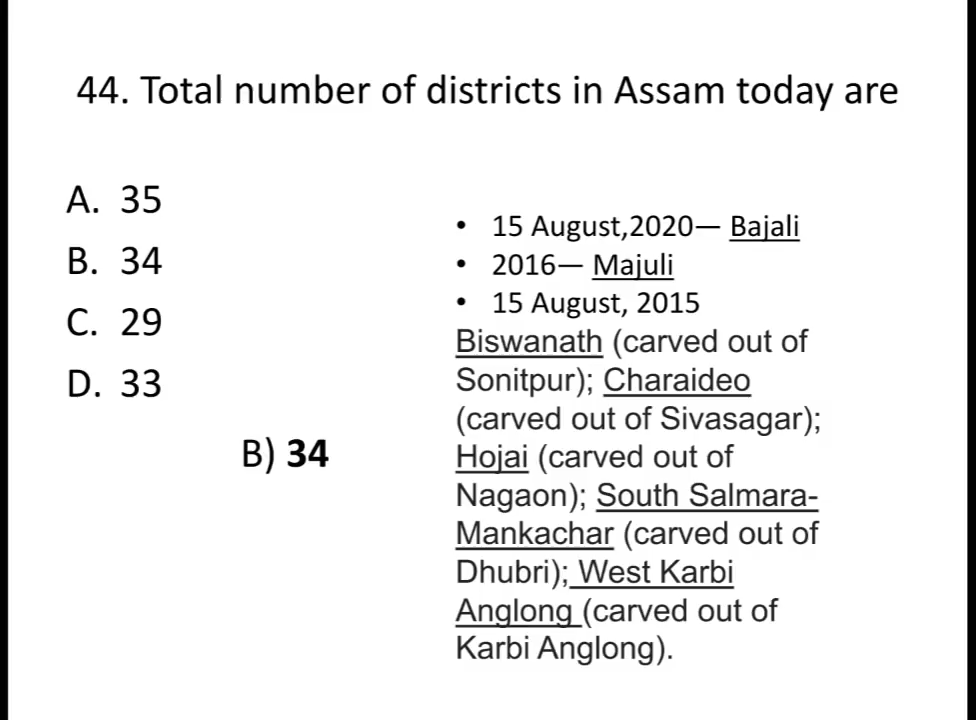 44. Total number of districts in Assam today are
A. 35
B. 34
C. 29
D. 33
B) 34
• 15 August,2020— Bajali
• 2016— Majuli
• 15 August, 2015
Biswanath (carved out of
Sonitpur); Charaideo
(carved out of Sivasagar);
Hojai (carved out of
Nagaon); South Salmara-
Mankachar (carved out of
Dhubri); West Karbi
Anglong (carved out of
Karbi Anglong).